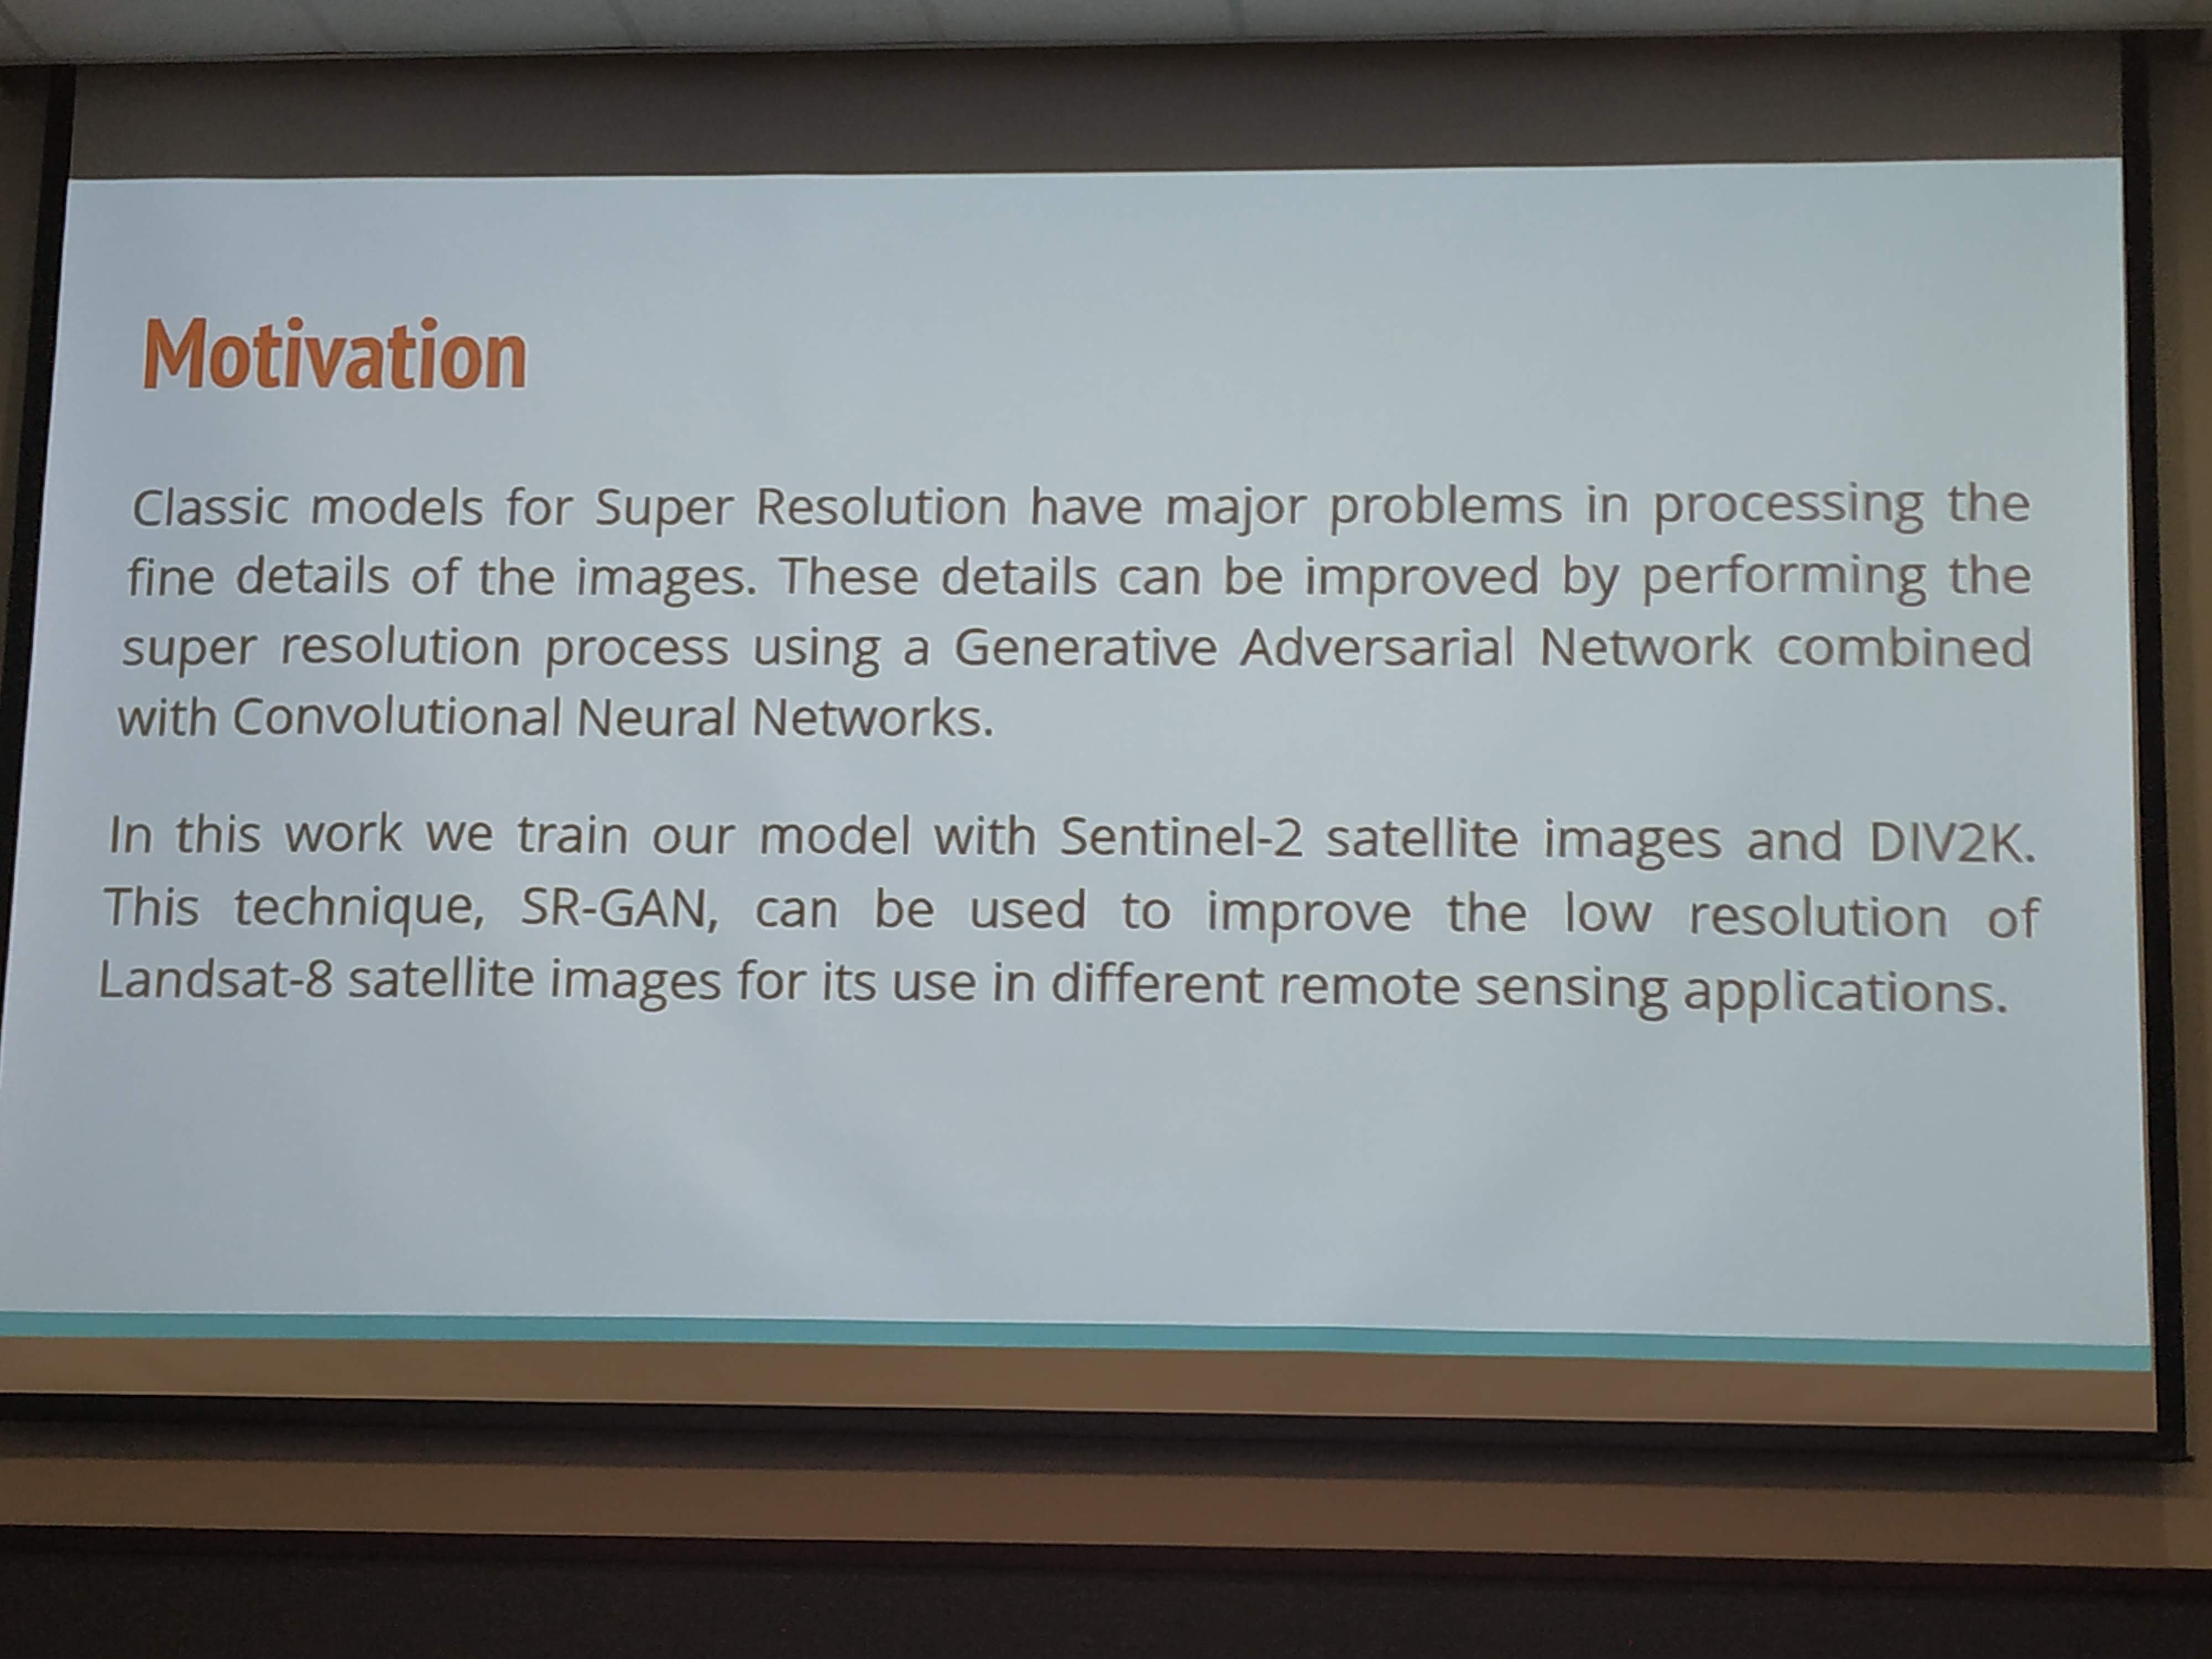 Motivation
Classic models for Super Resolution have major problems in processing the
fine details of the images. These details can be improved by performing the
super resolution process using a Generative Adversarial Network combined
with Convolutional Neural Networks.
In this work we train our model with Sentinel-2 satellite images and DIV2K.
This technique, SR-GAN, can be used to improve the low resolution of
Landsat-8 satellite images for its use in different remote sensing applications.